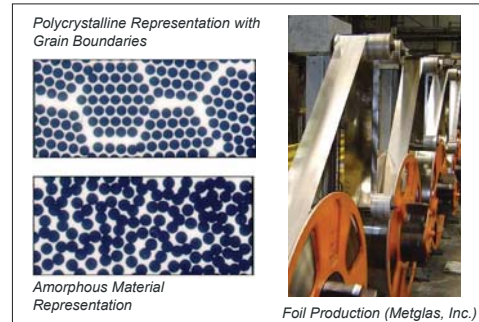 Polycrystalline Representation with
Grain Boundaries
Amorphous Material
Representation
Foil Production (Metglas, Inc.)